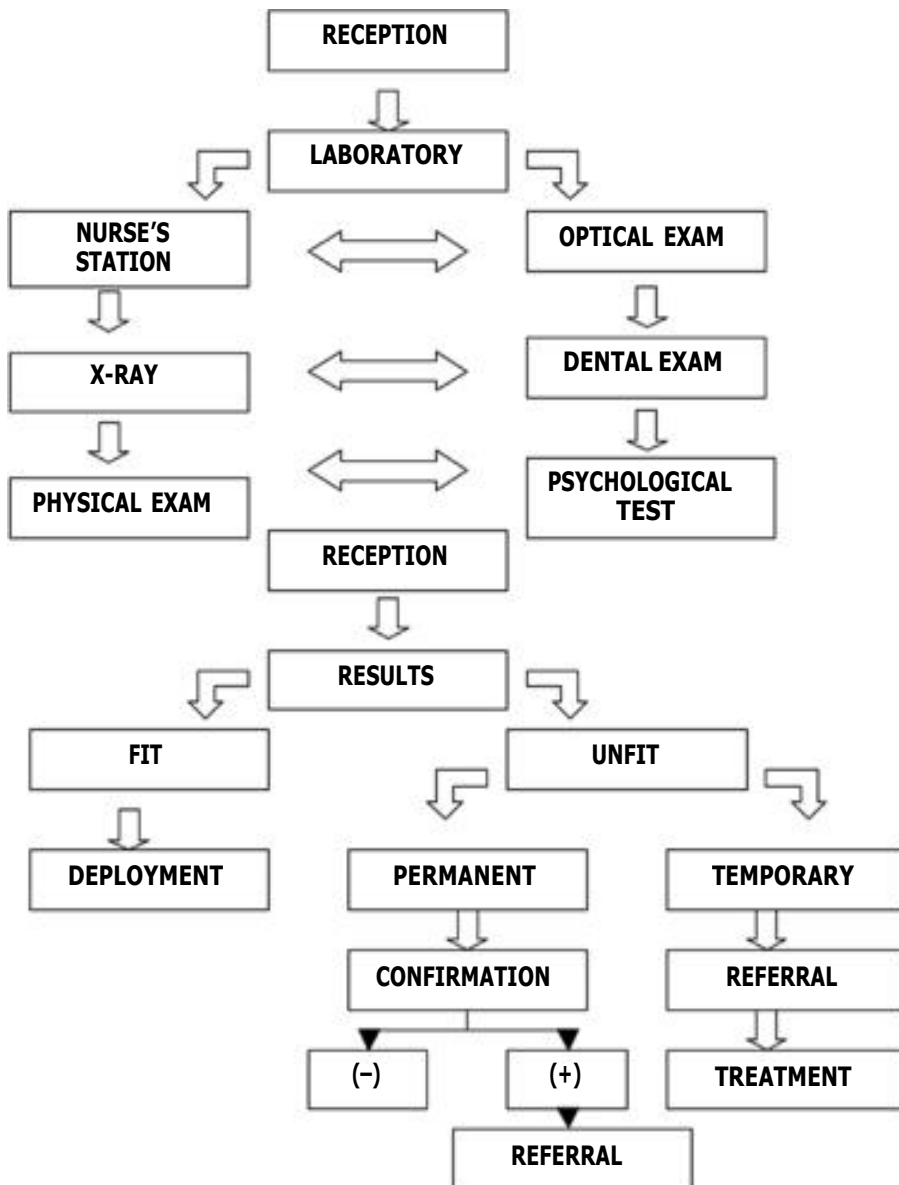 RECEPTION
LABORATORY
NURSE'S
STATION
OPTICAL EXAM
X-RAY
DENTAL EXAM
PHYSICAL EXAM
PSYCHOLOGICAL
TEST
RECEPTION
RESULTS
FIT
UNFIT
DEPLOYMENT
PERMANENT
TEMPORARY
CONFIRMATION
REFERRAL
(–)
(+)
TREATMENT
REFERRAL